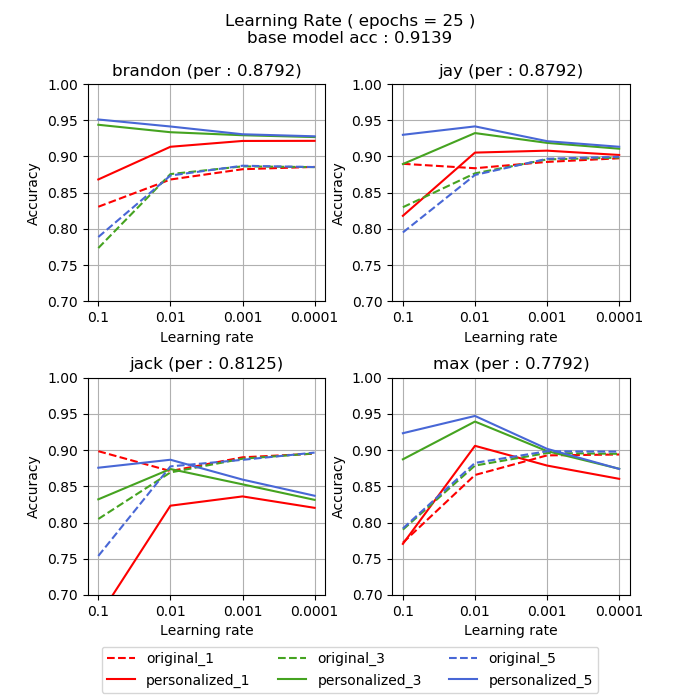 Learning Rate ( epochs = 25 )
base model acc : 0.9139
brandon (per : 0.8792)
1.00
0.95
0.90
0.85
0.80
0.75
0.70
Accuracy
0.1 0.01 0.001 0.0001
Learning rate
jay (per : 0.8792)
1.00
0.95
0.90
0.85
0.80
0.75
0.70
Accuracy
0.1 0.01 0.001 0.0001
Learning rate
jack (per : 0.8125)
1.00
0.95
0.90
0.85
0.80
0.75
0.70
Accuracy
0.1 0.01 0.001 0.0001
Learning rate
max (per : 0.7792)
1.00
0.95
0.90
0.85
0.80
0.75
0.70
Accuracy
0.1 0.01 0.001 0.0001
Learning rate
original_1 original_3 original_5
personalized_1 personalized_3 personalized_5